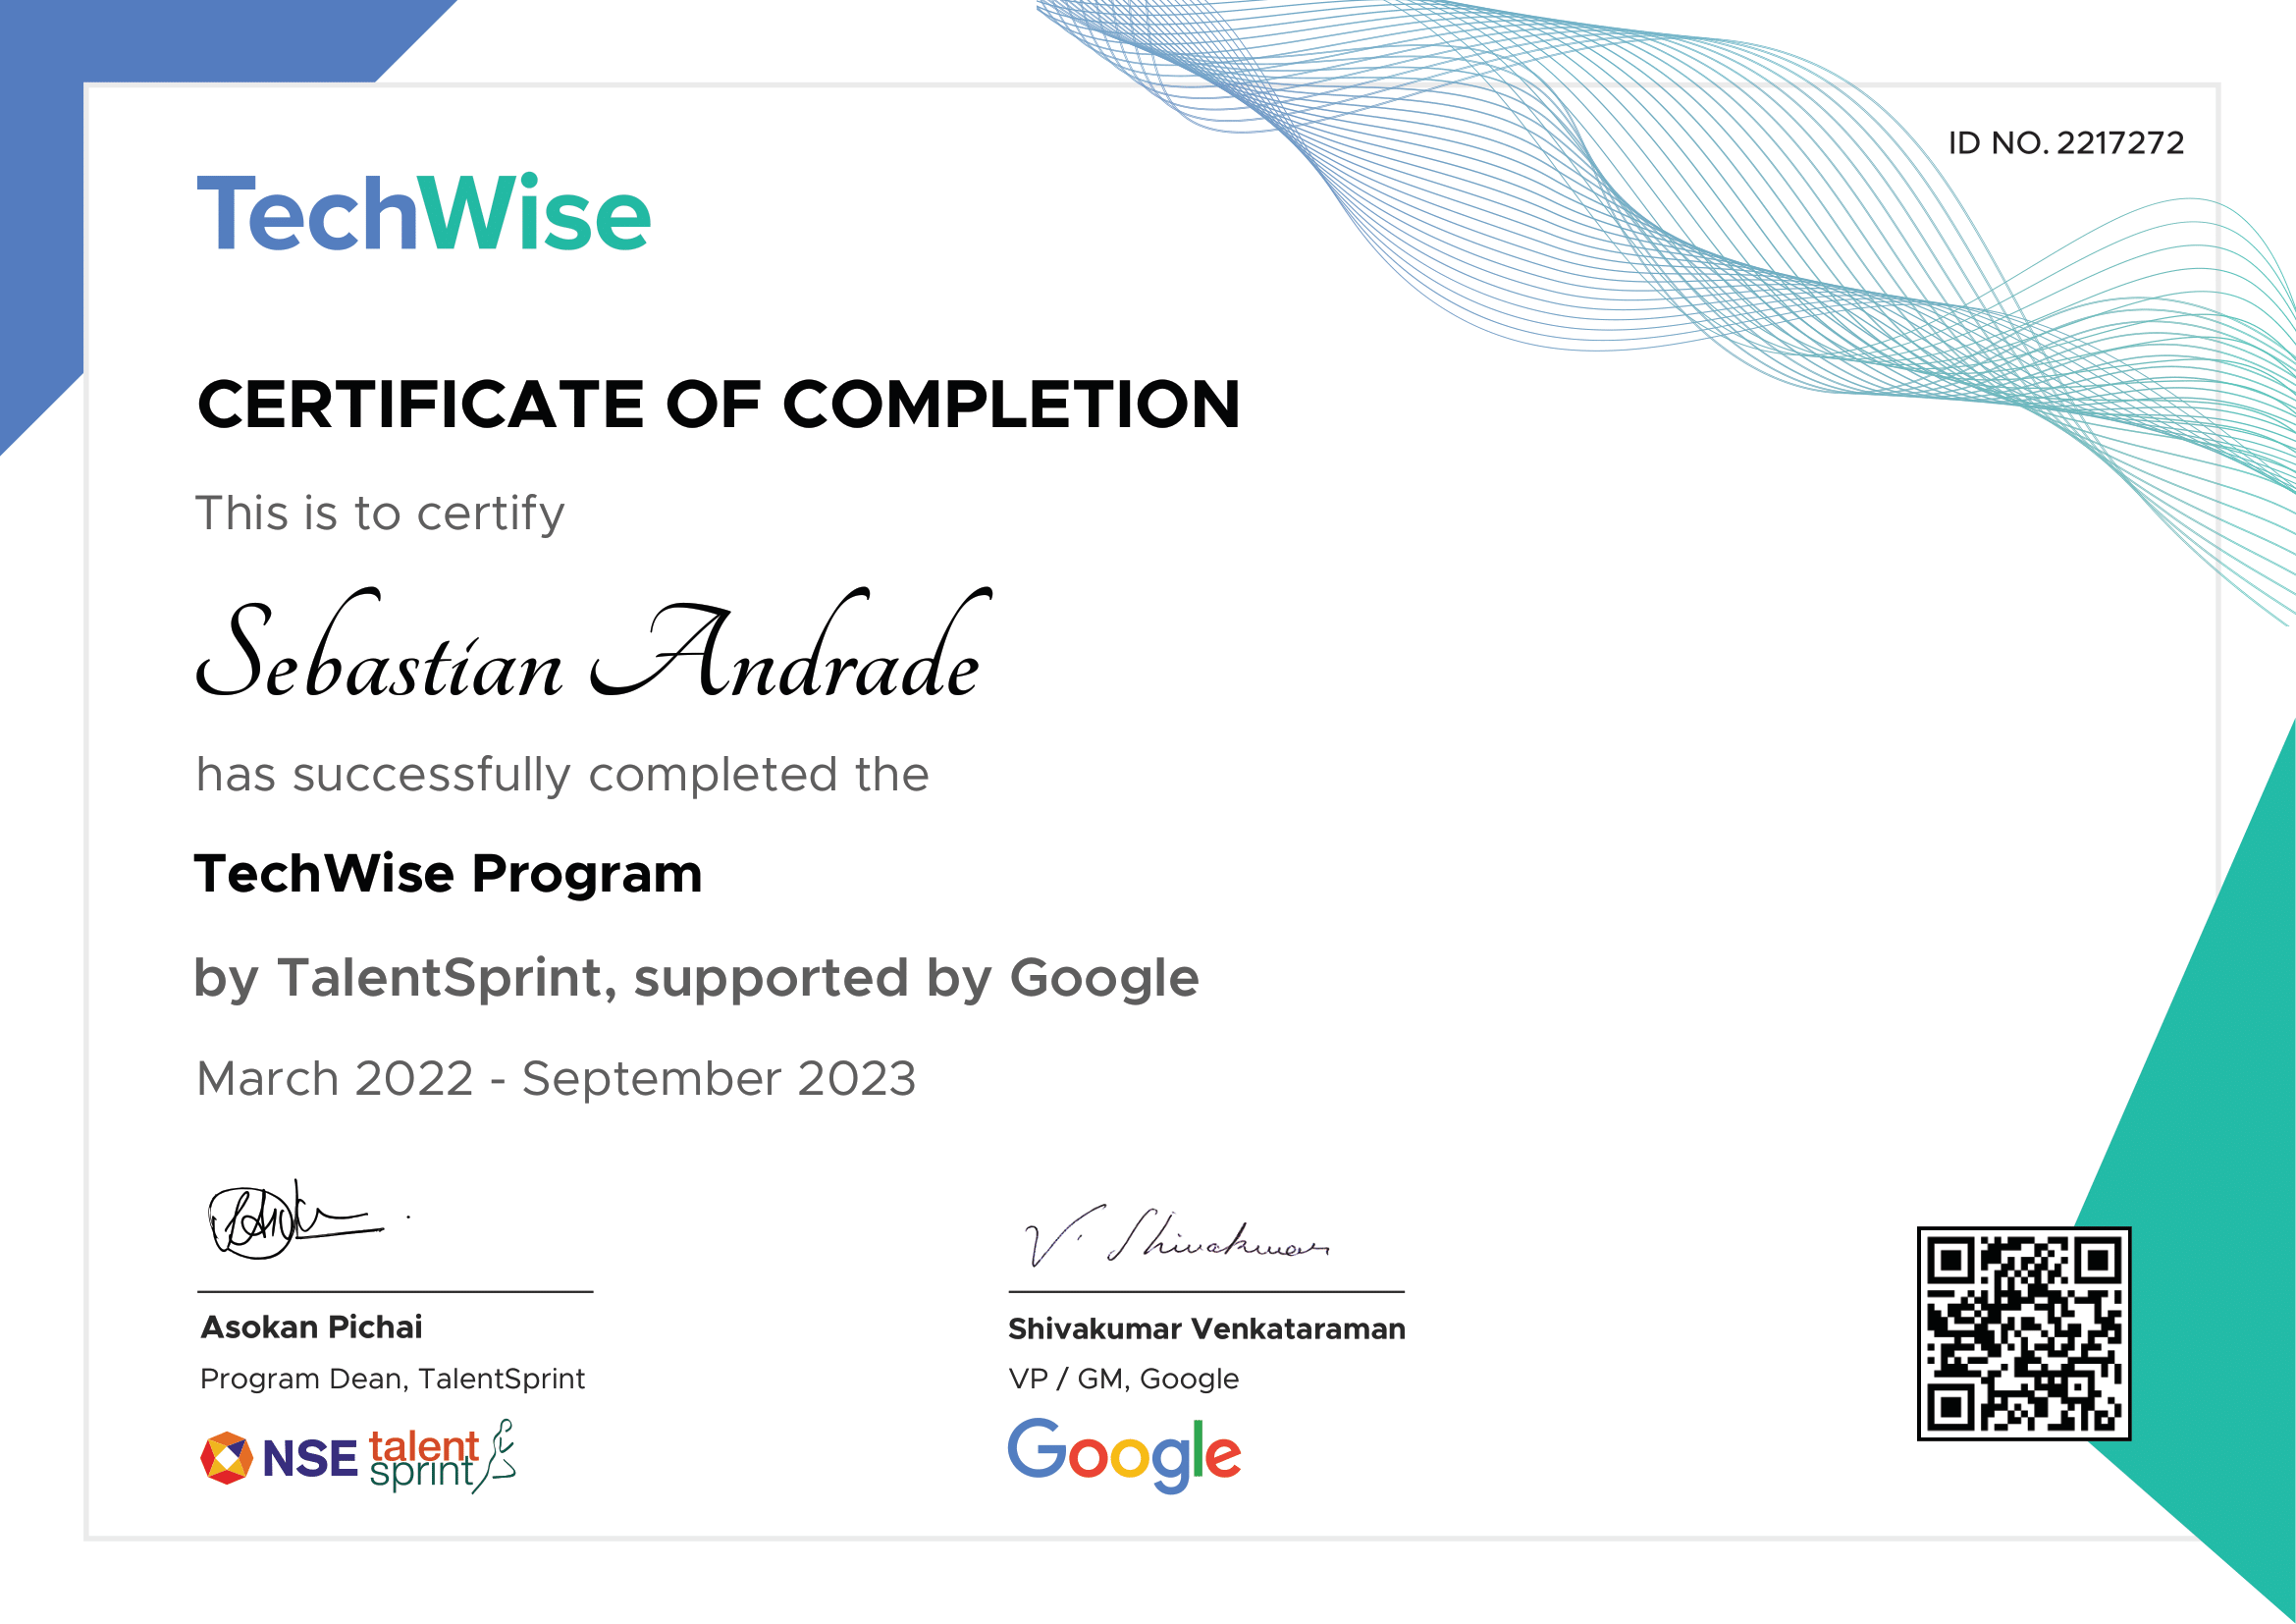 ID NO. 2217272
TechWise
CERTIFICATE OF COMPLETION
This is to certify
Sebastian Andrade
has successfully completed the
TechWise Program
by TalentSprint, supported by Google
March 2022 - September 2023
V. Shivakumar
Asokan Pichai
Shivakumar Venkataraman
Program Dean, TalentSprint
VP / GM, Google
NSE talent sprint
Google